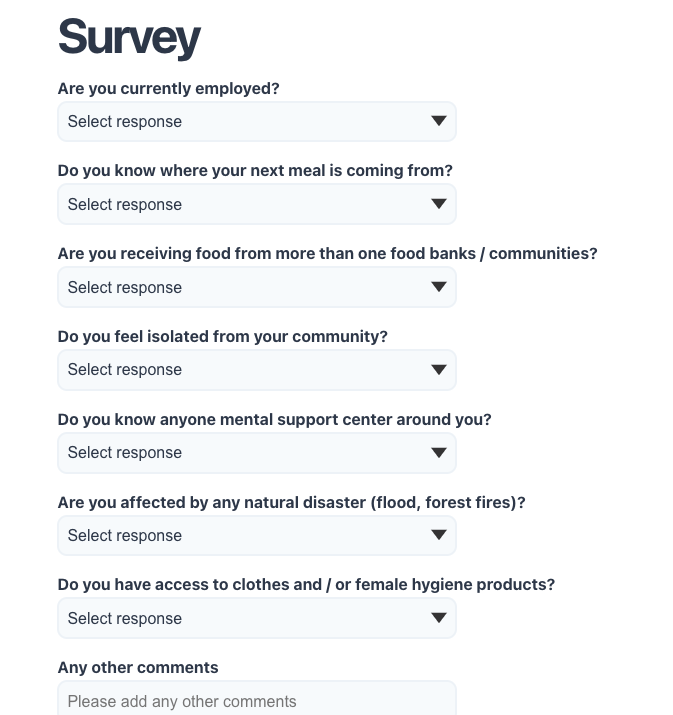 Survey
Are you currently employed?
Select response
Do you know where your next meal is coming from?
Select response
Are you receiving food from more than one food banks / communities?
Select response
Do you feel isolated from your community?
Select response
Do you know anyone mental support center around you?
Select response
Are you affected by any natural disaster (flood, forest fires)?
Select response
Do you have access to clothes and / or female hygiene products?
Select response
Any other comments
Please add any other comments